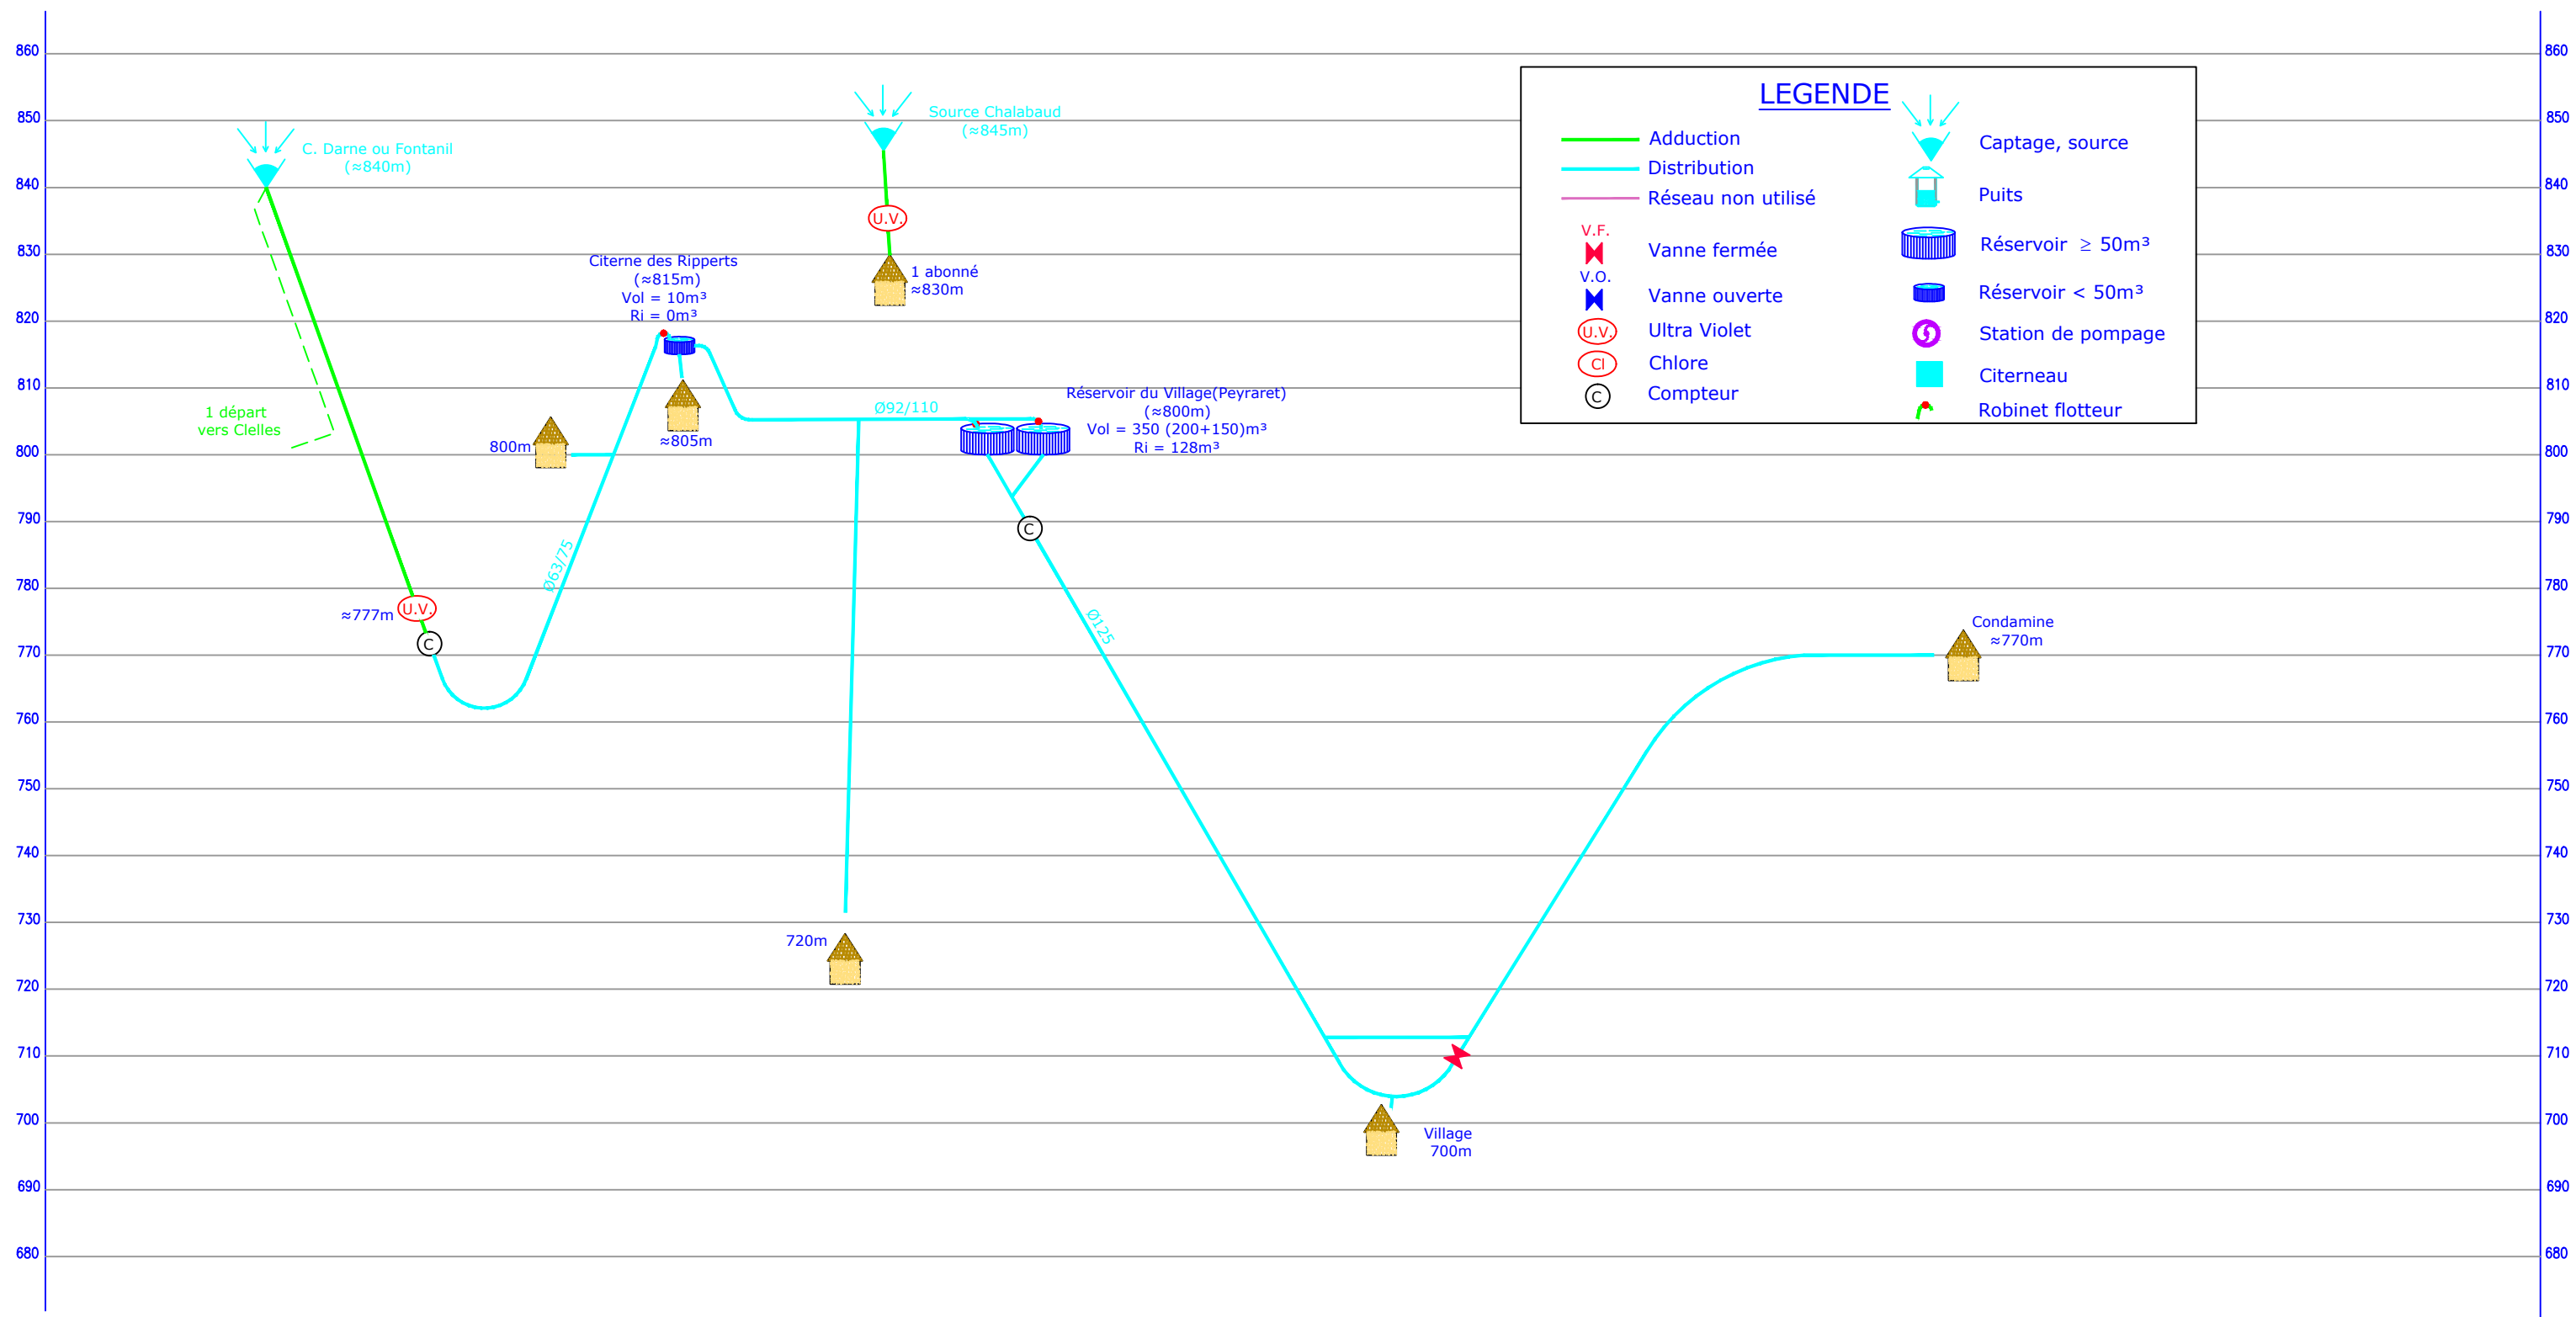 860
850
840
830
820
810
800
790
780
770
760
750
740
730
720
710
700
690
680
C. Darne ou Fontanil
(≈840m)
1 départ
vers Clelles
≈777m
U.V.
C
Ø63/75
800m
Citerne des Ripperts
(≈815m)
Vol = 10m³
Ri = 0m³
≈805m
Source Chalabaud
(≈845m)
U.V.
1 abonné
≈830m
Ø92/110
720m
Réservoir du Village(Peyraret)
(≈800m)
Vol = 350 (200+150)m³
Ri = 128m³
C
Ø125
Village
700m
Condamine
≈770m
LEGENDE
Adduction
Distribution
Réseau non utilisé
V.F.
Vanne fermée
V.O.
Vanne ouverte
U.V.
Ultra Violet
Cl
Chlore
C
Compteur
Captage, source
Puits
Réservoir ≥ 50m³
Réservoir < 50m³
Station de pompage
Citerneau
Robinet flotteur
860
850
840
830
820
810
800
790
780
770
760
750
740
730
720
710
700
690
680